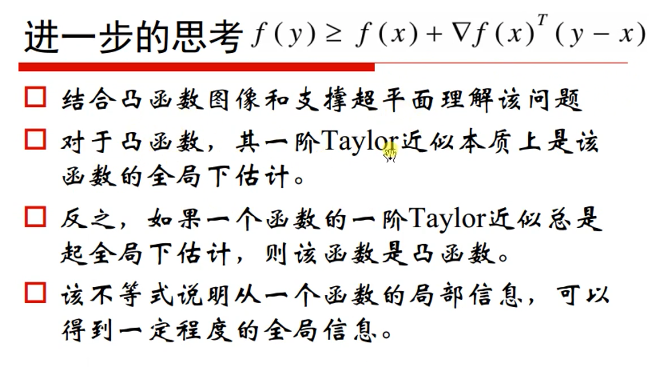 进一步的思考 f(y) ≥ f(x) + ∇f(x)^T(y − x)
□ 结合凸函数图像和支撑超平面理解该问题
□ 对于凸函数，其一阶Taylor近似本质上是该
函数的全局下估计。
□ 反之，如果一个函数的一阶Taylor近似总是
起全局下估计，则该函数是凸函数。
□ 该不等式说明从一个函数的局部信息，可以
得到一定程度的全局信息。